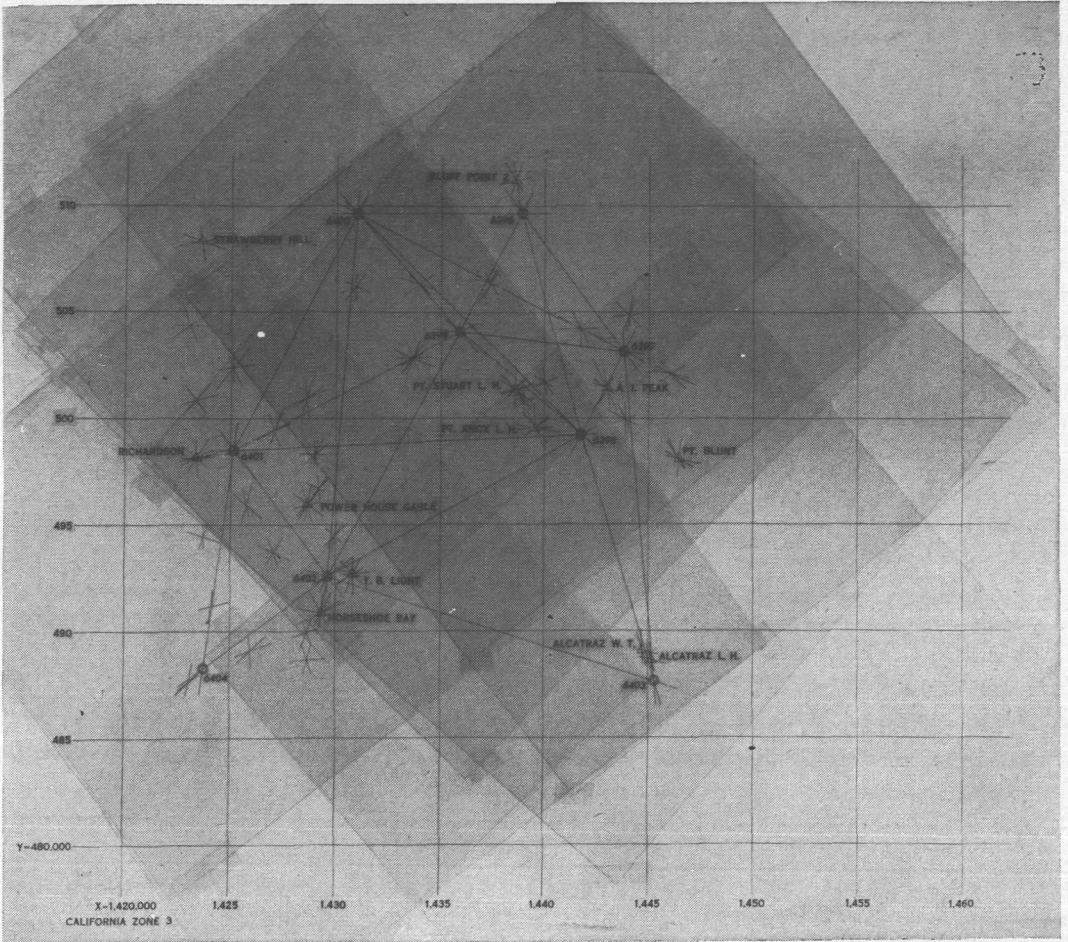 BLUFF POINT 2
510
6400
STRAWBERRY HILL
505
6397
PT. STUART L. H.
A. I. PEAK
500
PT. KNOX L. H.
RICHARDSON
6401
PT. BLUNT
POWER HOUSE GABLE
495
6402
Y. B. LIGHT
HORSESHOE BAY
490
ALCATRAZ W. T.
ALCATRAZ L. H.
6404
6403
485
Y=480,000
X=1,420,000
1,425
1,430
1,435
1,440
1,445
1,450
1,455
1,460
CALIFORNIA ZONE 3